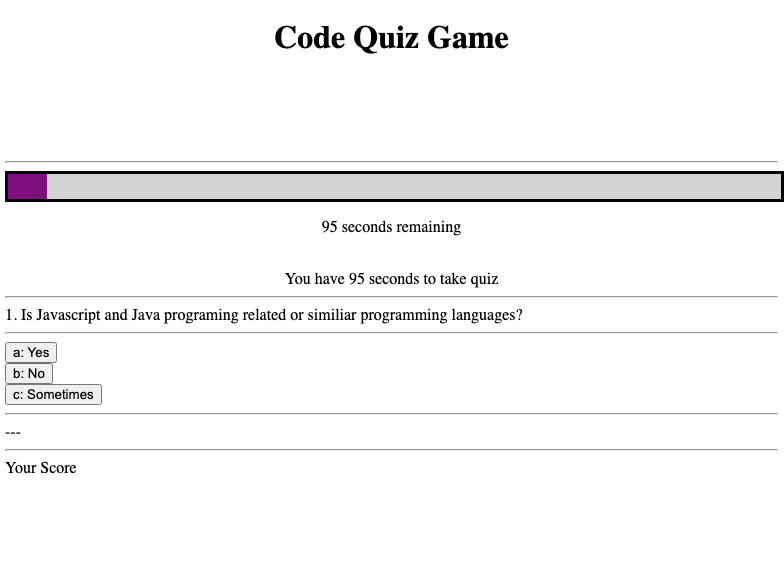 Code Quiz Game
95 seconds remaining
You have 95 seconds to take quiz
1. Is Javascript and Java programing related or similiar programming languages?
a: Yes
b: No
c: Sometimes
---
Your Score